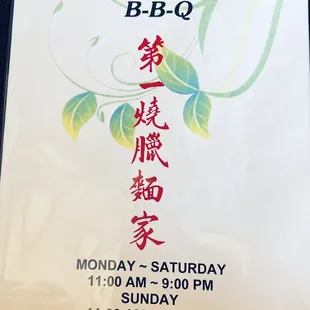 B-B-Q
第一燒臘麵家
MONDAY ~ SATURDAY
11:00 AM ~ 9:00 PM
SUNDAY